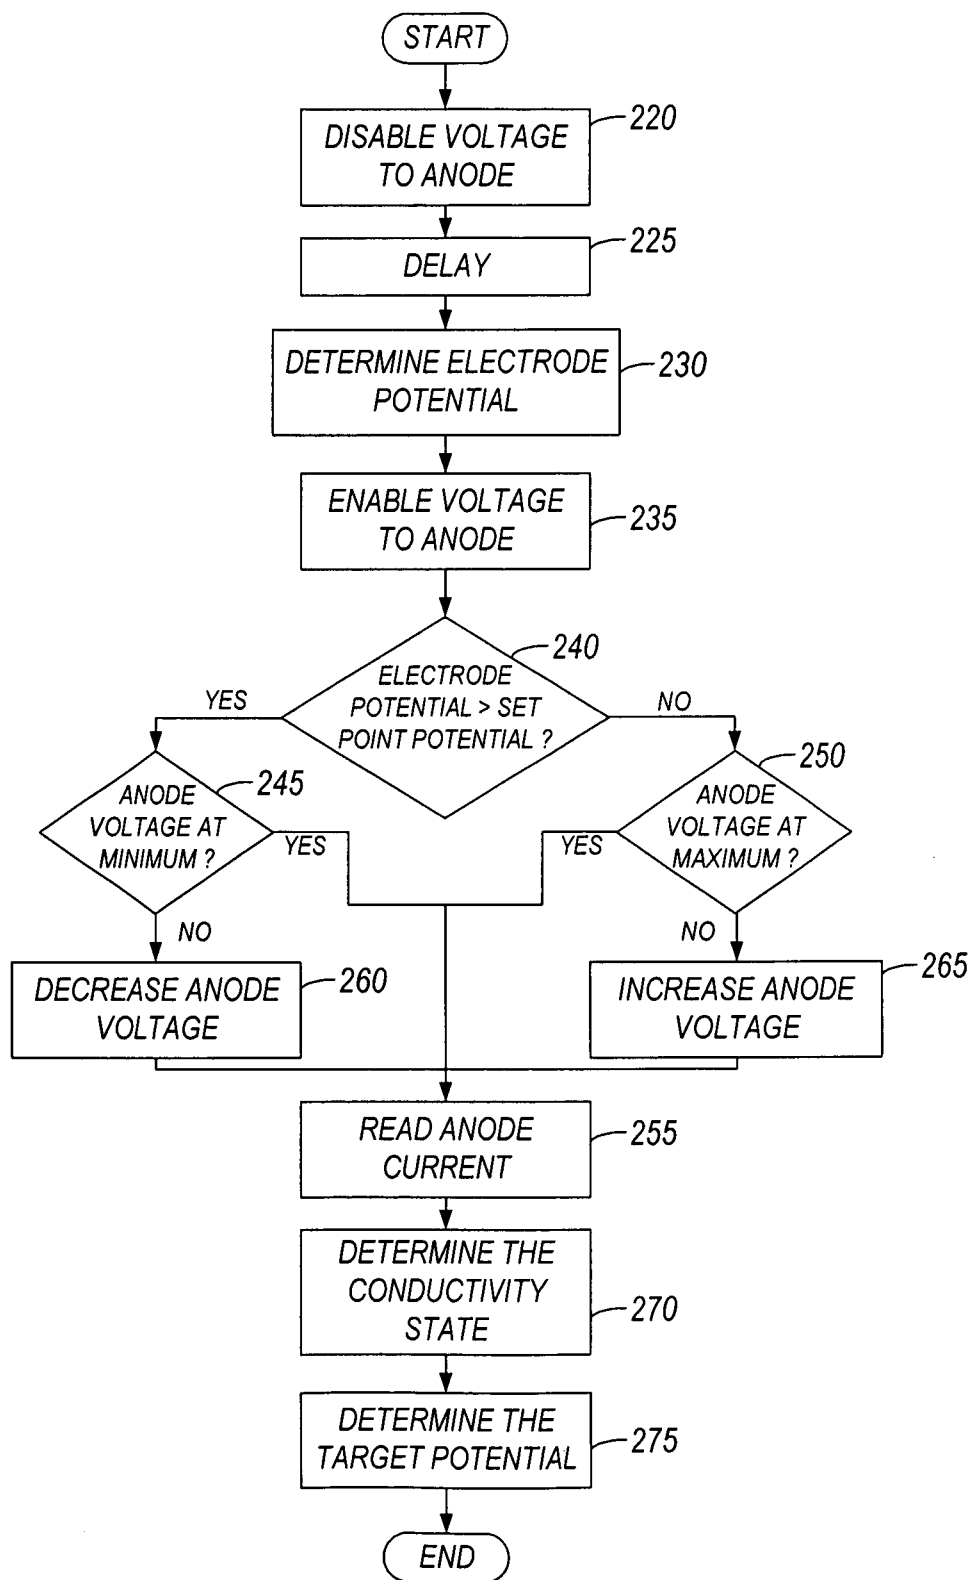 START
DISABLE VOLTAGE
TO ANODE
220
DELAY
225
DETERMINE ELECTRODE
POTENTIAL
230
ENABLE VOLTAGE
TO ANODE
235
ELECTRODE
POTENTIAL > SET
POINT POTENTIAL ?
240
YES
NO
ANODE
VOLTAGE AT
MINIMUM ?
245
YES
NO
ANODE
VOLTAGE AT
MAXIMUM ?
250
YES
NO
DECREASE ANODE
VOLTAGE
260
INCREASE ANODE
VOLTAGE
265
READ ANODE
CURRENT
255
DETERMINE THE
CONDUCTIVITY
STATE
270
DETERMINE THE
TARGET POTENTIAL
275
END